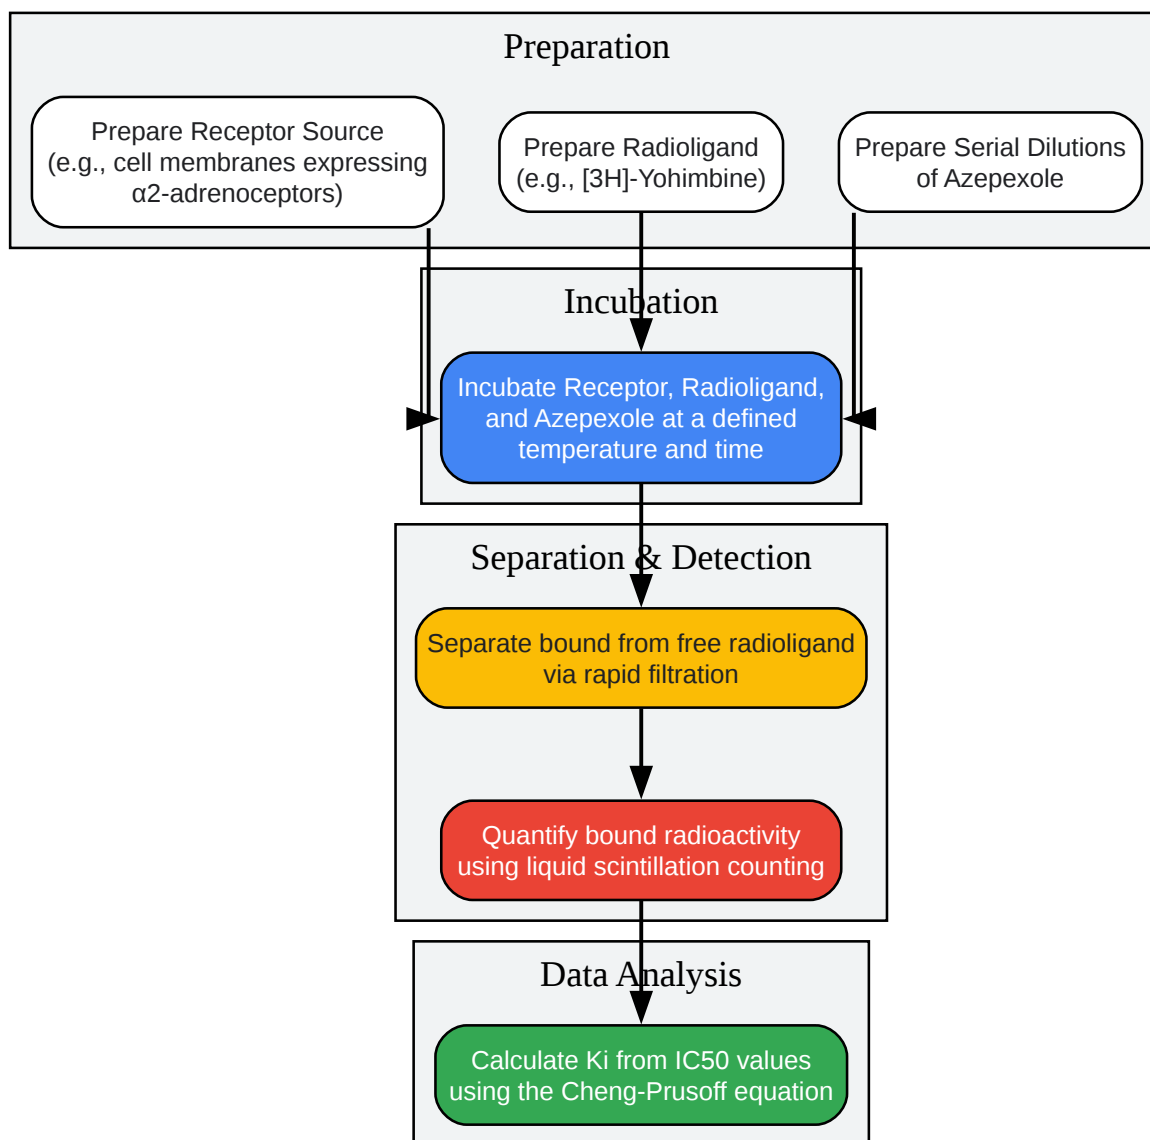 Preparation
Prepare Receptor Source
(e.g., cell membranes expressing
α2-adrenoceptors)
Prepare Radioligand
(e.g., [3H]-Yohimbine)
Prepare Serial Dilutions
of Azepexole
Incubation
Incubate Receptor, Radioligand,
and Azepexole at a defined
temperature and time
Separation & Detection
Separate bound from free radioligand
via rapid filtration
Quantify bound radioactivity
using liquid scintillation counting
Data Analysis
Calculate Ki from IC50 values
using the Cheng-Prusoff equation